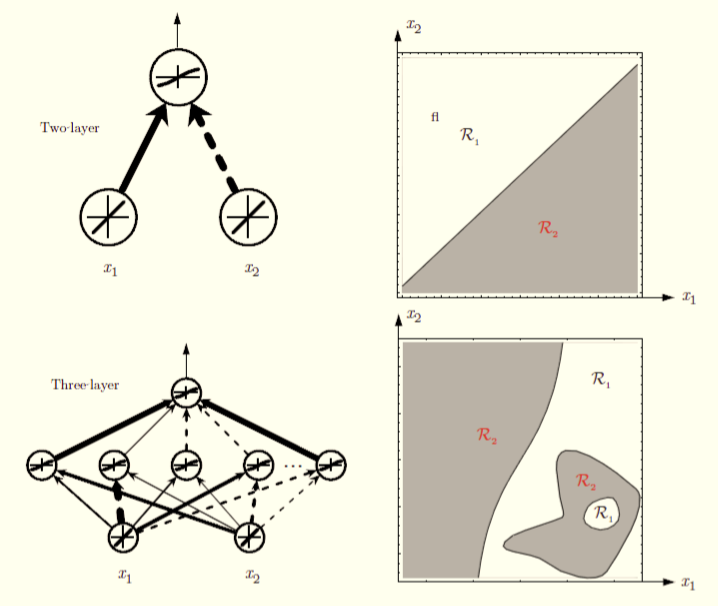 x₂
Two-layer
fl
R₁
R₂
x₁
x₂
x₁
x₂
Three-layer
R₁
R₂
R₂
R₁
...
x₁
x₂
x₁